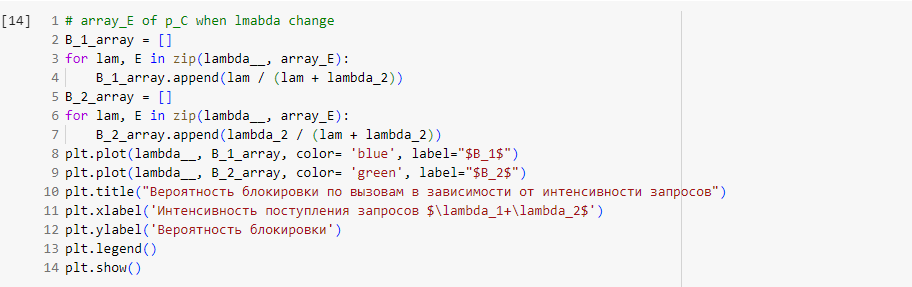 [14] 1 # array_E of p_C when lmabda change
2 B_1_array = []
3 for lam, E in zip(lambda__, array_E):
4     B_1_array.append(lam / (lam + lambda_2))
5 B_2_array = []
6 for lam, E in zip(lambda__, array_E):
7     B_2_array.append(lambda_2 / (lam + lambda_2))
8 plt.plot(lambda__, B_1_array, color= 'blue', label="$B_1$")
9 plt.plot(lambda__, B_2_array, color= 'green', label="$B_2$")
10 plt.title("Вероятность блокировки по вызовам в зависимости от интенсивности запросов")
11 plt.xlabel('Интенсивность поступления запросов $\lambda_1+\lambda_2$')
12 plt.ylabel('Вероятность блокировки')
13 plt.legend()
14 plt.show()